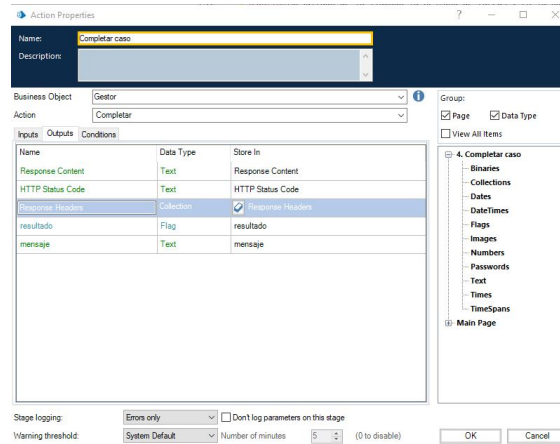 Action Properties
Name: Completar caso
Description:
Business Object Gestor
Action Completar
Inputs Outputs Conditions
Name Data Type Store In
Response Content Text Response Content
HTTP Status Code Text HTTP Status Code
Response Headers Collection Response Headers
resultado Flag resultado
mensaje Text mensaje
Group:
Page Data Type
View All Items
4. Completar caso
Binaries
Collections
Dates
DateTimes
Flags
Images
Numbers
Passwords
Text
Times
TimeSpans
Main Page
Stage logging: Errors only Don't log parameters on this stage
Warning threshold: System Default Number of minutes 5 (0 to disable)
OK Cancel